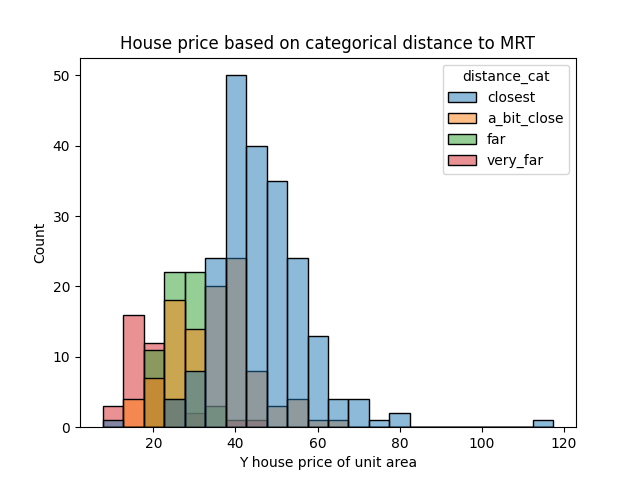 House price based on categorical distance to MRT
distance_cat
closest
a_bit_close
far
very_far
50
40
30
20
10
0
Count
20
40
60
80
100
120
Y house price of unit area